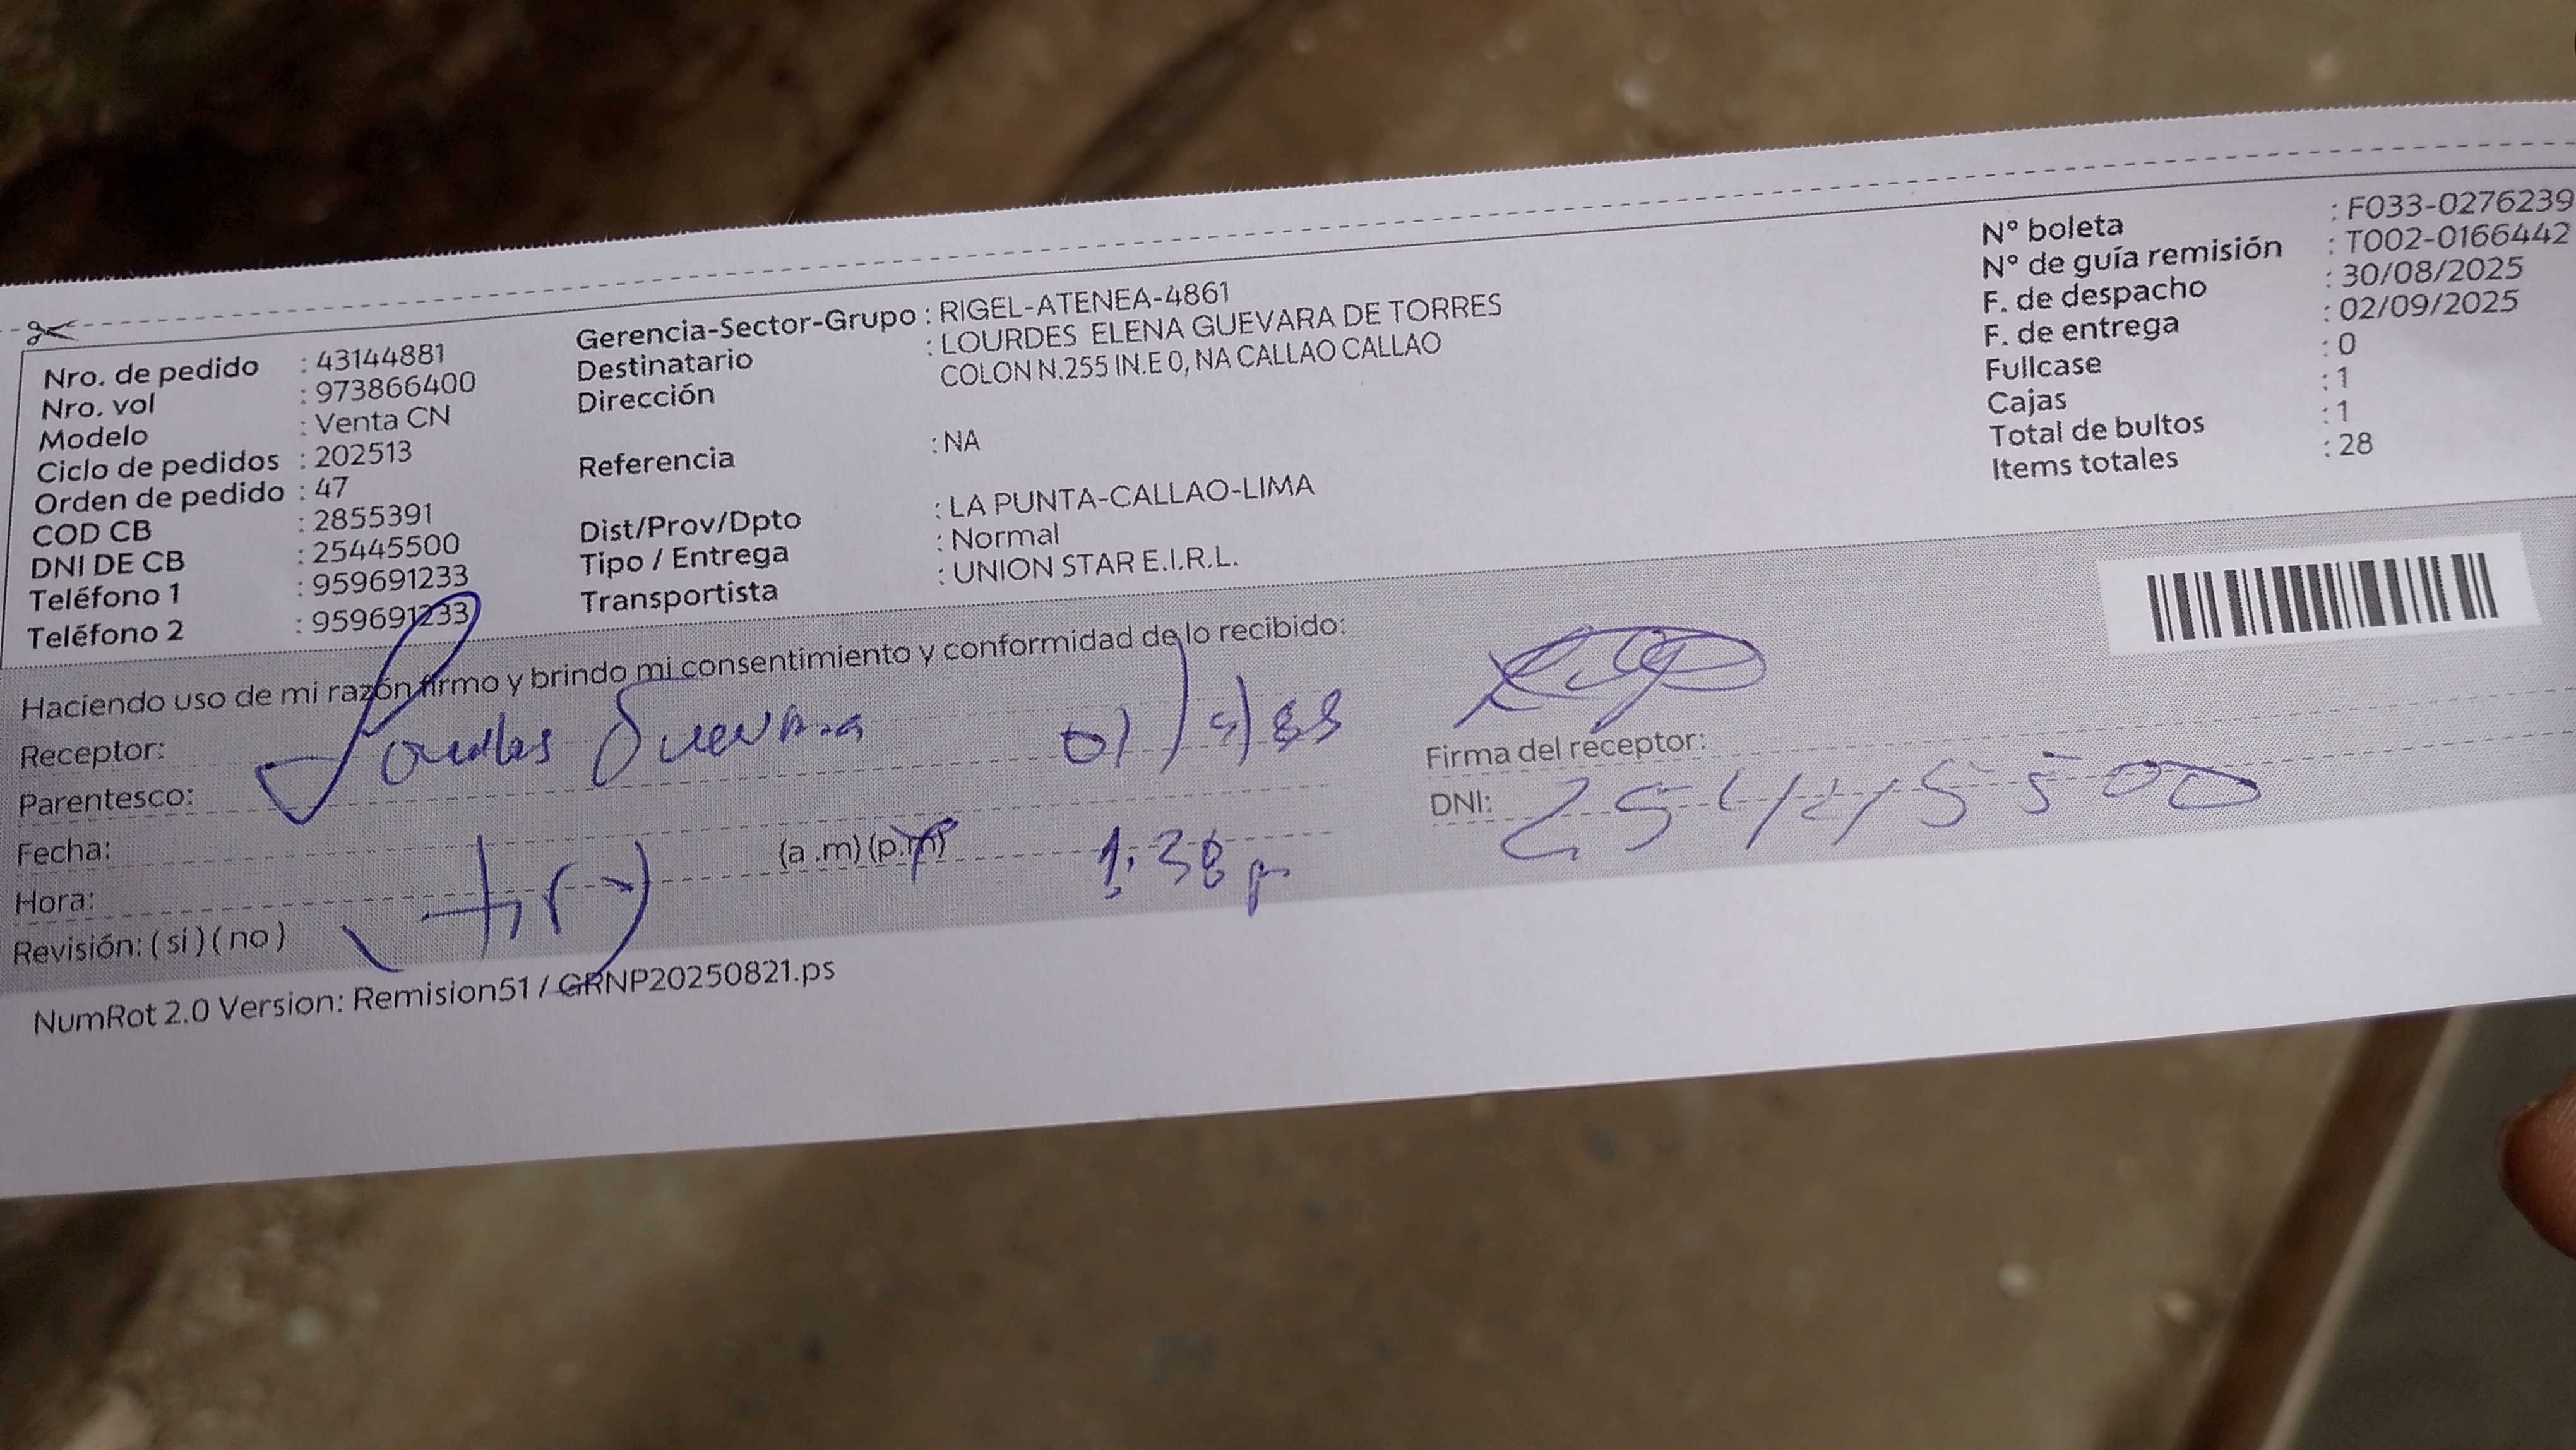 Nro. de pedido : 43144881
Nro. vol : 973866400
Modelo : Venta CN
Ciclo de pedidos : 202513
Orden de pedido : 47
COD CB : 2855391
DNI DE CB : 25445500
Teléfono 1 : 959691233
Teléfono 2 : 959691233
Gerencia-Sector-Grupo : RIGEL-ATENEA-4861
Destinatario : LOURDES ELENA GUEVARA DE TORRES
Dirección COLON N.255 IN.E 0, NA CALLAO CALLAO
Referencia : NA
Dist/Prov/Dpto : LA PUNTA-CALLAO-LIMA
Tipo / Entrega : Normal
Transportista : UNION STAR E.I.R.L.
N° boleta : F033-0276239
N° de guía remisión : T002-0166442
F. de despacho : 30/08/2025
F. de entrega : 02/09/2025
Fullcase : 0
Cajas : 1
Total de bultos : 1
Items totales : 28
Haciendo uso de mi razón firmo y brindo mi consentimiento y conformidad de lo recibido:
Receptor: Lourdes Guevara
Parentesco:
Fecha:
Hora: (a .m) (p.m) 1:38 p
Revisión: ( si ) ( no )
Firma del receptor:
DNI: 25445500
NumRot 2.0 Version: Remision51 / GRNP20250821.ps